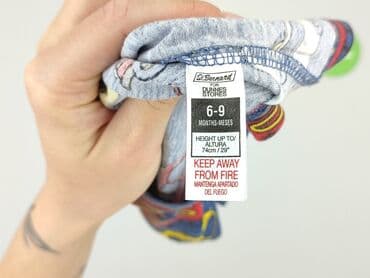 St. Bernard
FOR
DUNNES
STORES
6-9
MONTHS-MESES
HEIGHT UP TO/
ALTURA
74cm / 29"
KEEP AWAY
FROM FIRE
MANTENGA APARTADO
DEL FUEGO